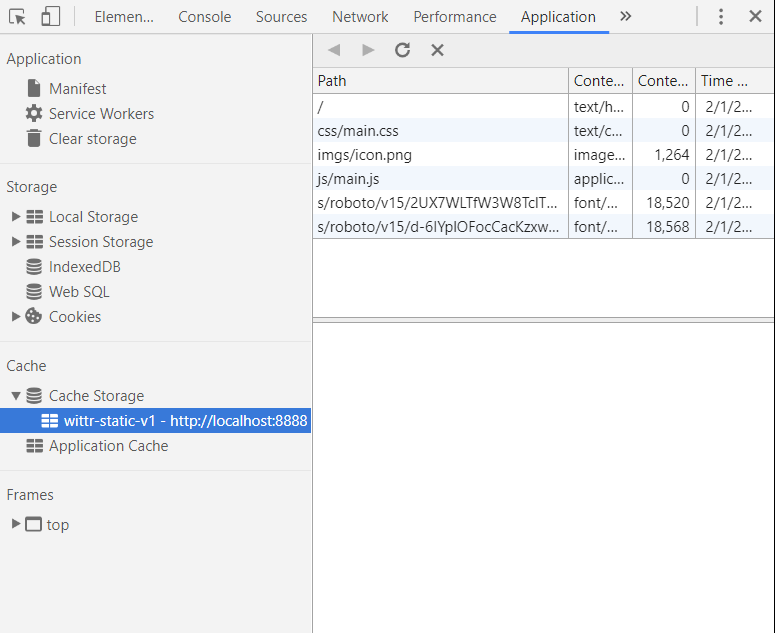 Elemen... Console Sources Network Performance Application »
Application
Manifest
Service Workers
Clear storage
Storage
Local Storage
Session Storage
IndexedDB
Web SQL
Cookies
Cache
Cache Storage
wittr-static-v1 - http://localhost:8888
Application Cache
Frames
top
Path Conte... Conte... Time ...
/ text/h... 0 2/1/2...
css/main.css text/c... 0 2/1/2...
imgs/icon.png image... 1,264 2/1/2...
js/main.js applic... 0 2/1/2...
s/roboto/v15/2UX7WLTfW3W8TclT... font/... 18,520 2/1/2...
s/roboto/v15/d-6IYplOFocCacKzxw... font/... 18,568 2/1/2...